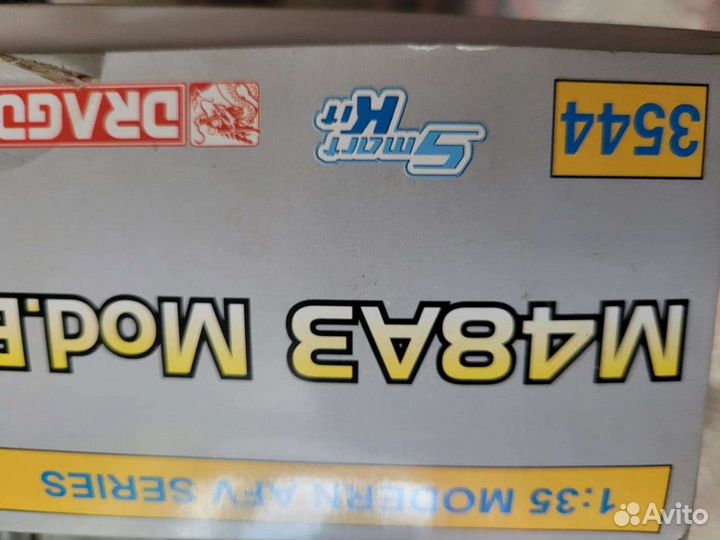 1:35 MODERN AFV SERIES
M48A3 Mod.B
3544
Smart Kit
DRAGO
Avito